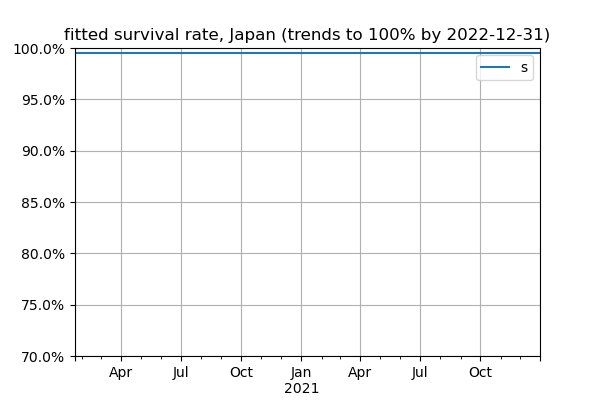 fitted survival rate, Japan (trends to 100% by 2022-12-31)
100.0%
s
95.0%
90.0%
85.0%
80.0%
75.0%
70.0%
Apr Jul Oct Jan Apr Jul Oct
2021